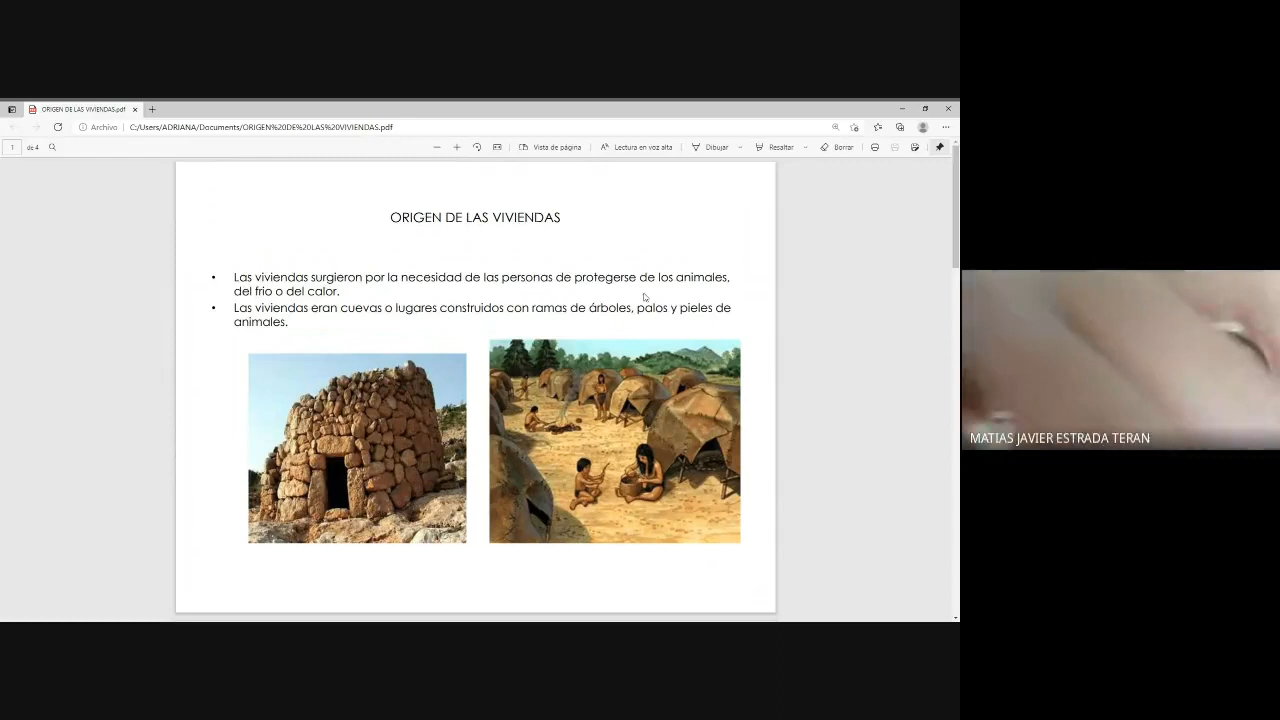 ORIGEN DE LAS VIVIENDAS.pdf
Archivo
C:/Users/ADRIANA/Documents/ORIGEN%20DE%20LAS%20VIVIENDAS.pdf
1 de 4
Vista de página
Lectura en voz alta
Dibujar
Resaltar
Borrar
ORIGEN DE LAS VIVIENDAS
• Las viviendas surgieron por la necesidad de las personas de protegerse de los animales,
del frio o del calor.
• Las viviendas eran cuevas o lugares construidos con ramas de árboles, palos y pieles de
animales.
MATIAS JAVIER ESTRADA TERAN